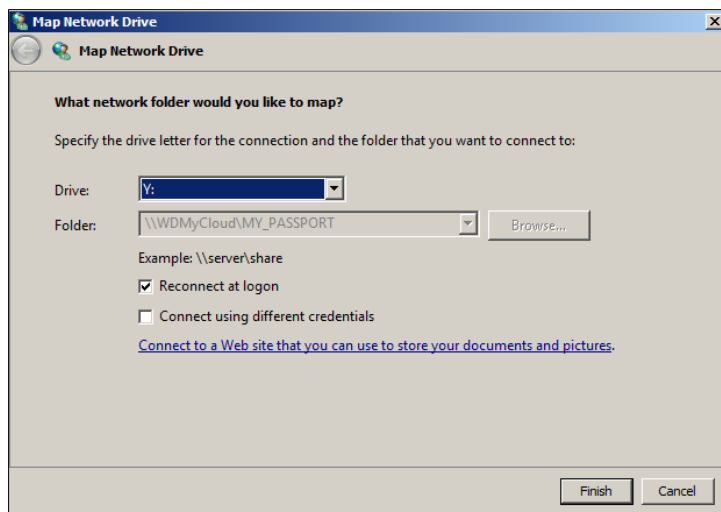 Map Network Drive
Map Network Drive
What network folder would you like to map?
Specify the drive letter for the connection and the folder that you want to connect to:
Drive: Y:
Folder: \\WDMyCloud\MY_PASSPORT Browse...
Example: \\server\share
Reconnect at logon
Connect using different credentials
Connect to a Web site that you can use to store your documents and pictures.
Finish Cancel